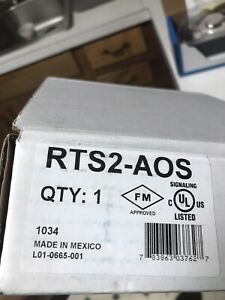 RTS2-AOS
QTY: 1
FM
APPROVED
SIGNALING
C UL US
LISTED
1034
MADE IN MEXICO
L01-0665-001
7 83863 03762 7